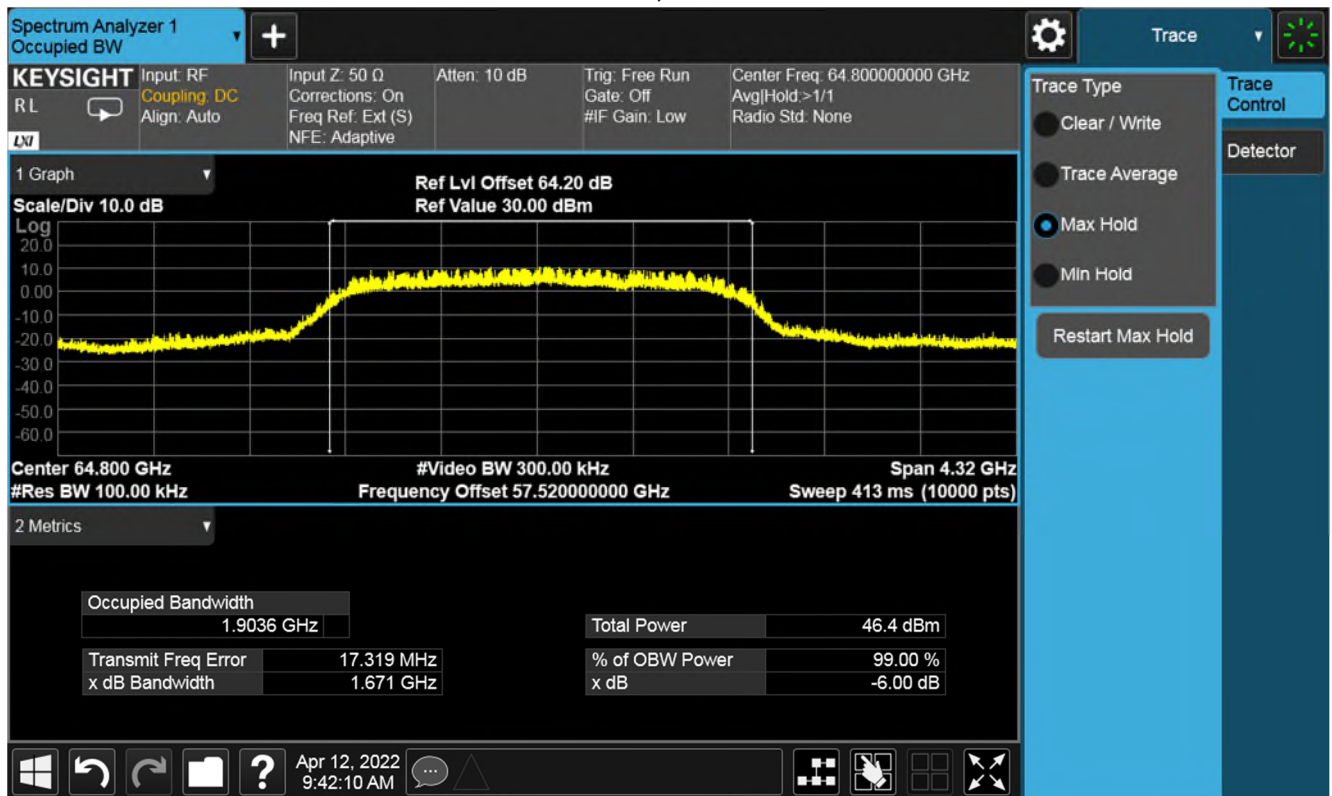 Spectrum Analyzer 1
Occupied BW
Trace
KEYSIGHT
R L
LXI
Input: RF
Coupling: DC
Align: Auto
Input Z: 50 Ω
Corrections: On
Freq Ref: Ext (S)
NFE: Adaptive
Atten: 10 dB
Trig: Free Run
Gate: Off
#IF Gain: Low
Center Freq: 64.800000000 GHz
Avg|Hold:>1/1
Radio Std: None
Trace Type
Clear / Write
Trace Average
Max Hold
Min Hold
Restart Max Hold
Trace
Control
Detector
1 Graph
Scale/Div 10.0 dB
Ref Lvl Offset 64.20 dB
Ref Value 30.00 dBm
Log
20.0
10.0
0.00
-10.0
-20.0
-30.0
-40.0
-50.0
-60.0
Center 64.800 GHz
#Video BW 300.00 kHz
Span 4.32 GHz
#Res BW 100.00 kHz
Frequency Offset 57.520000000 GHz
Sweep 413 ms (10000 pts)
2 Metrics
Occupied Bandwidth
1.9036 GHz
Total Power 46.4 dBm
Transmit Freq Error 17.319 MHz
% of OBW Power 99.00 %
x dB Bandwidth 1.671 GHz
x dB -6.00 dB
?
Apr 12, 2022
9:42:10 AM